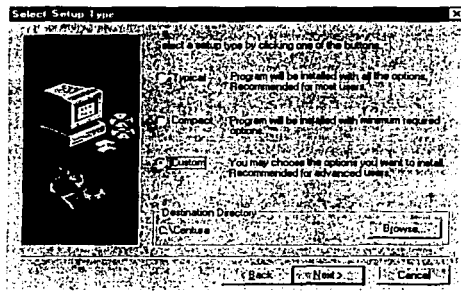 Select Setup Type
Select a setup type by clicking one of the buttons.
Typical
Program will be installed with all the options.
Recommended for most users.
Compact
Program will be installed with minimum required
options.
Custom
You may choose the options you want to install.
Recommended for advanced users.
Destination Directory
C:\Centura
Browse...
< Back
Next >
Cancel